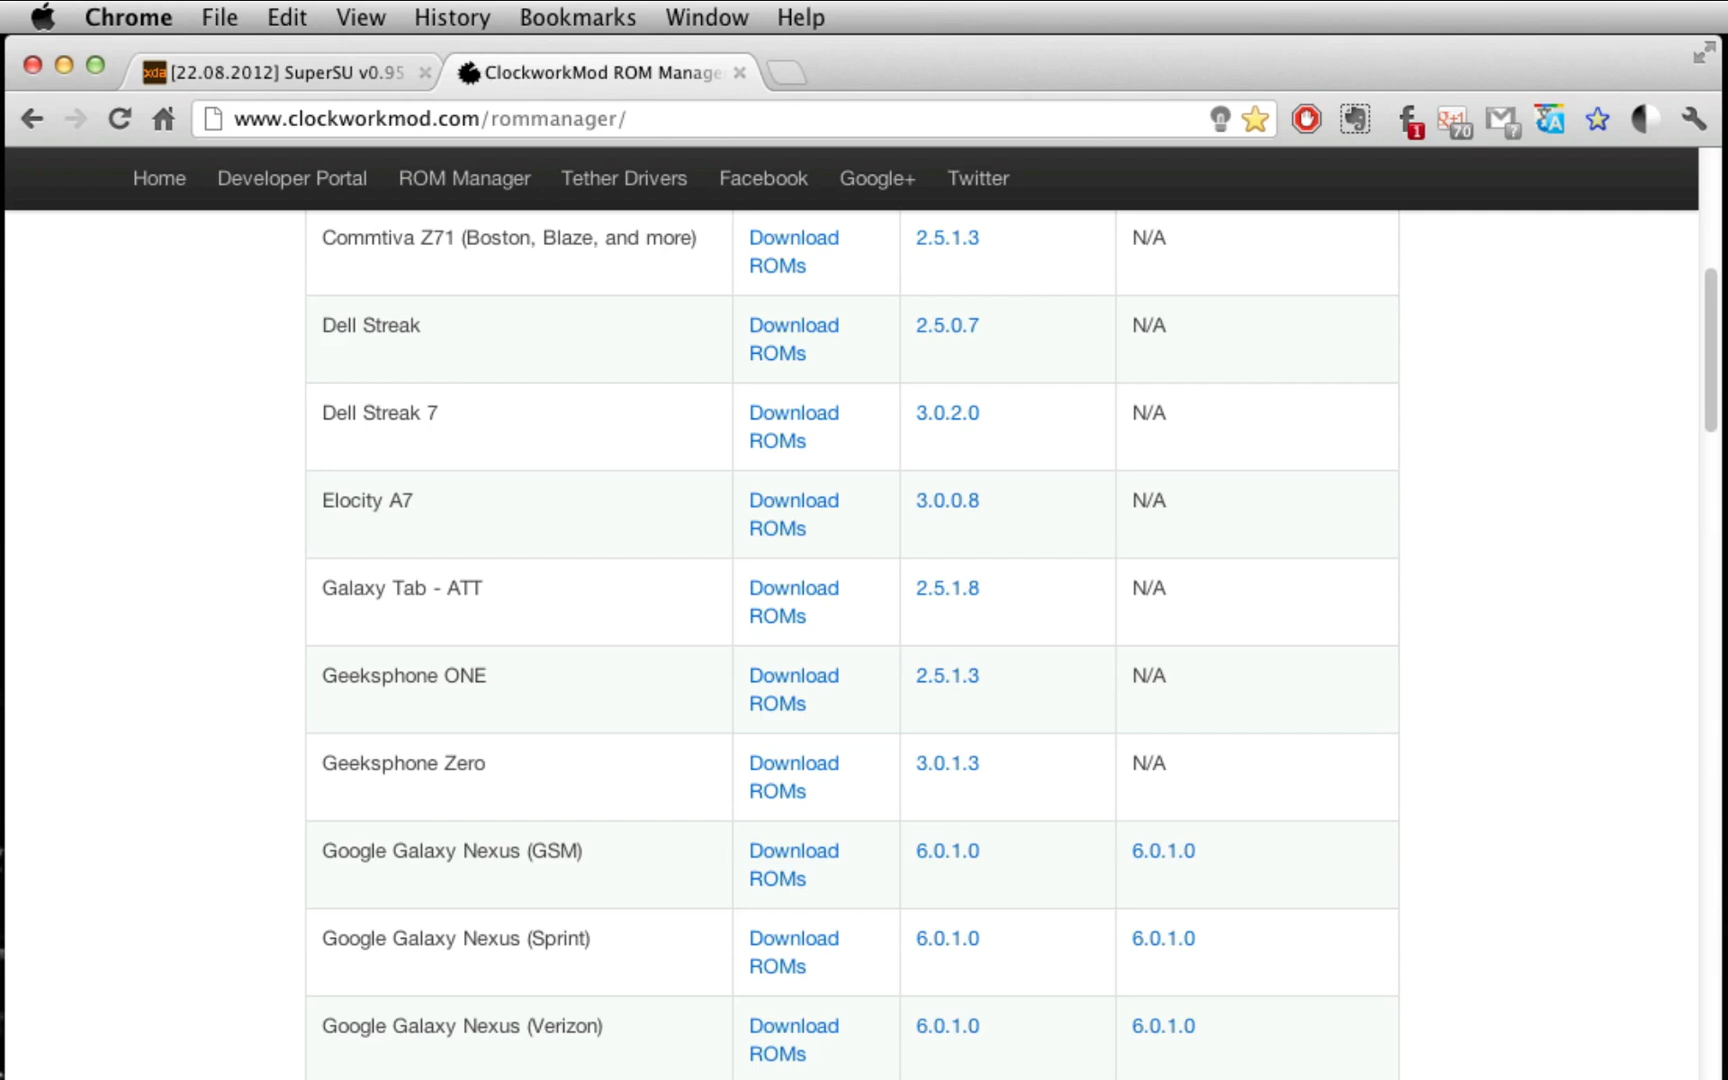 Chrome File Edit View History Bookmarks Window Help
xda [22.08.2012] SuperSU v0.95 ClockworkMod ROM Manage
www.clockworkmod.com/rommanager/ 1 g+1 70 ?
Home Developer Portal ROM Manager Tether Drivers Facebook Google+ Twitter
Commtiva Z71 (Boston, Blaze, and more) Download 2.5.1.3 N/A
ROMs
Dell Streak Download 2.5.0.7 N/A
ROMs
Dell Streak 7 Download 3.0.2.0 N/A
ROMs
Elocity A7 Download 3.0.0.8 N/A
ROMs
Galaxy Tab - ATT Download 2.5.1.8 N/A
ROMs
Geeksphone ONE Download 2.5.1.3 N/A
ROMs
Geeksphone Zero Download 3.0.1.3 N/A
ROMs
Google Galaxy Nexus (GSM) Download 6.0.1.0 6.0.1.0
ROMs
Google Galaxy Nexus (Sprint) Download 6.0.1.0 6.0.1.0
ROMs
Google Galaxy Nexus (Verizon) Download 6.0.1.0 6.0.1.0
ROMs